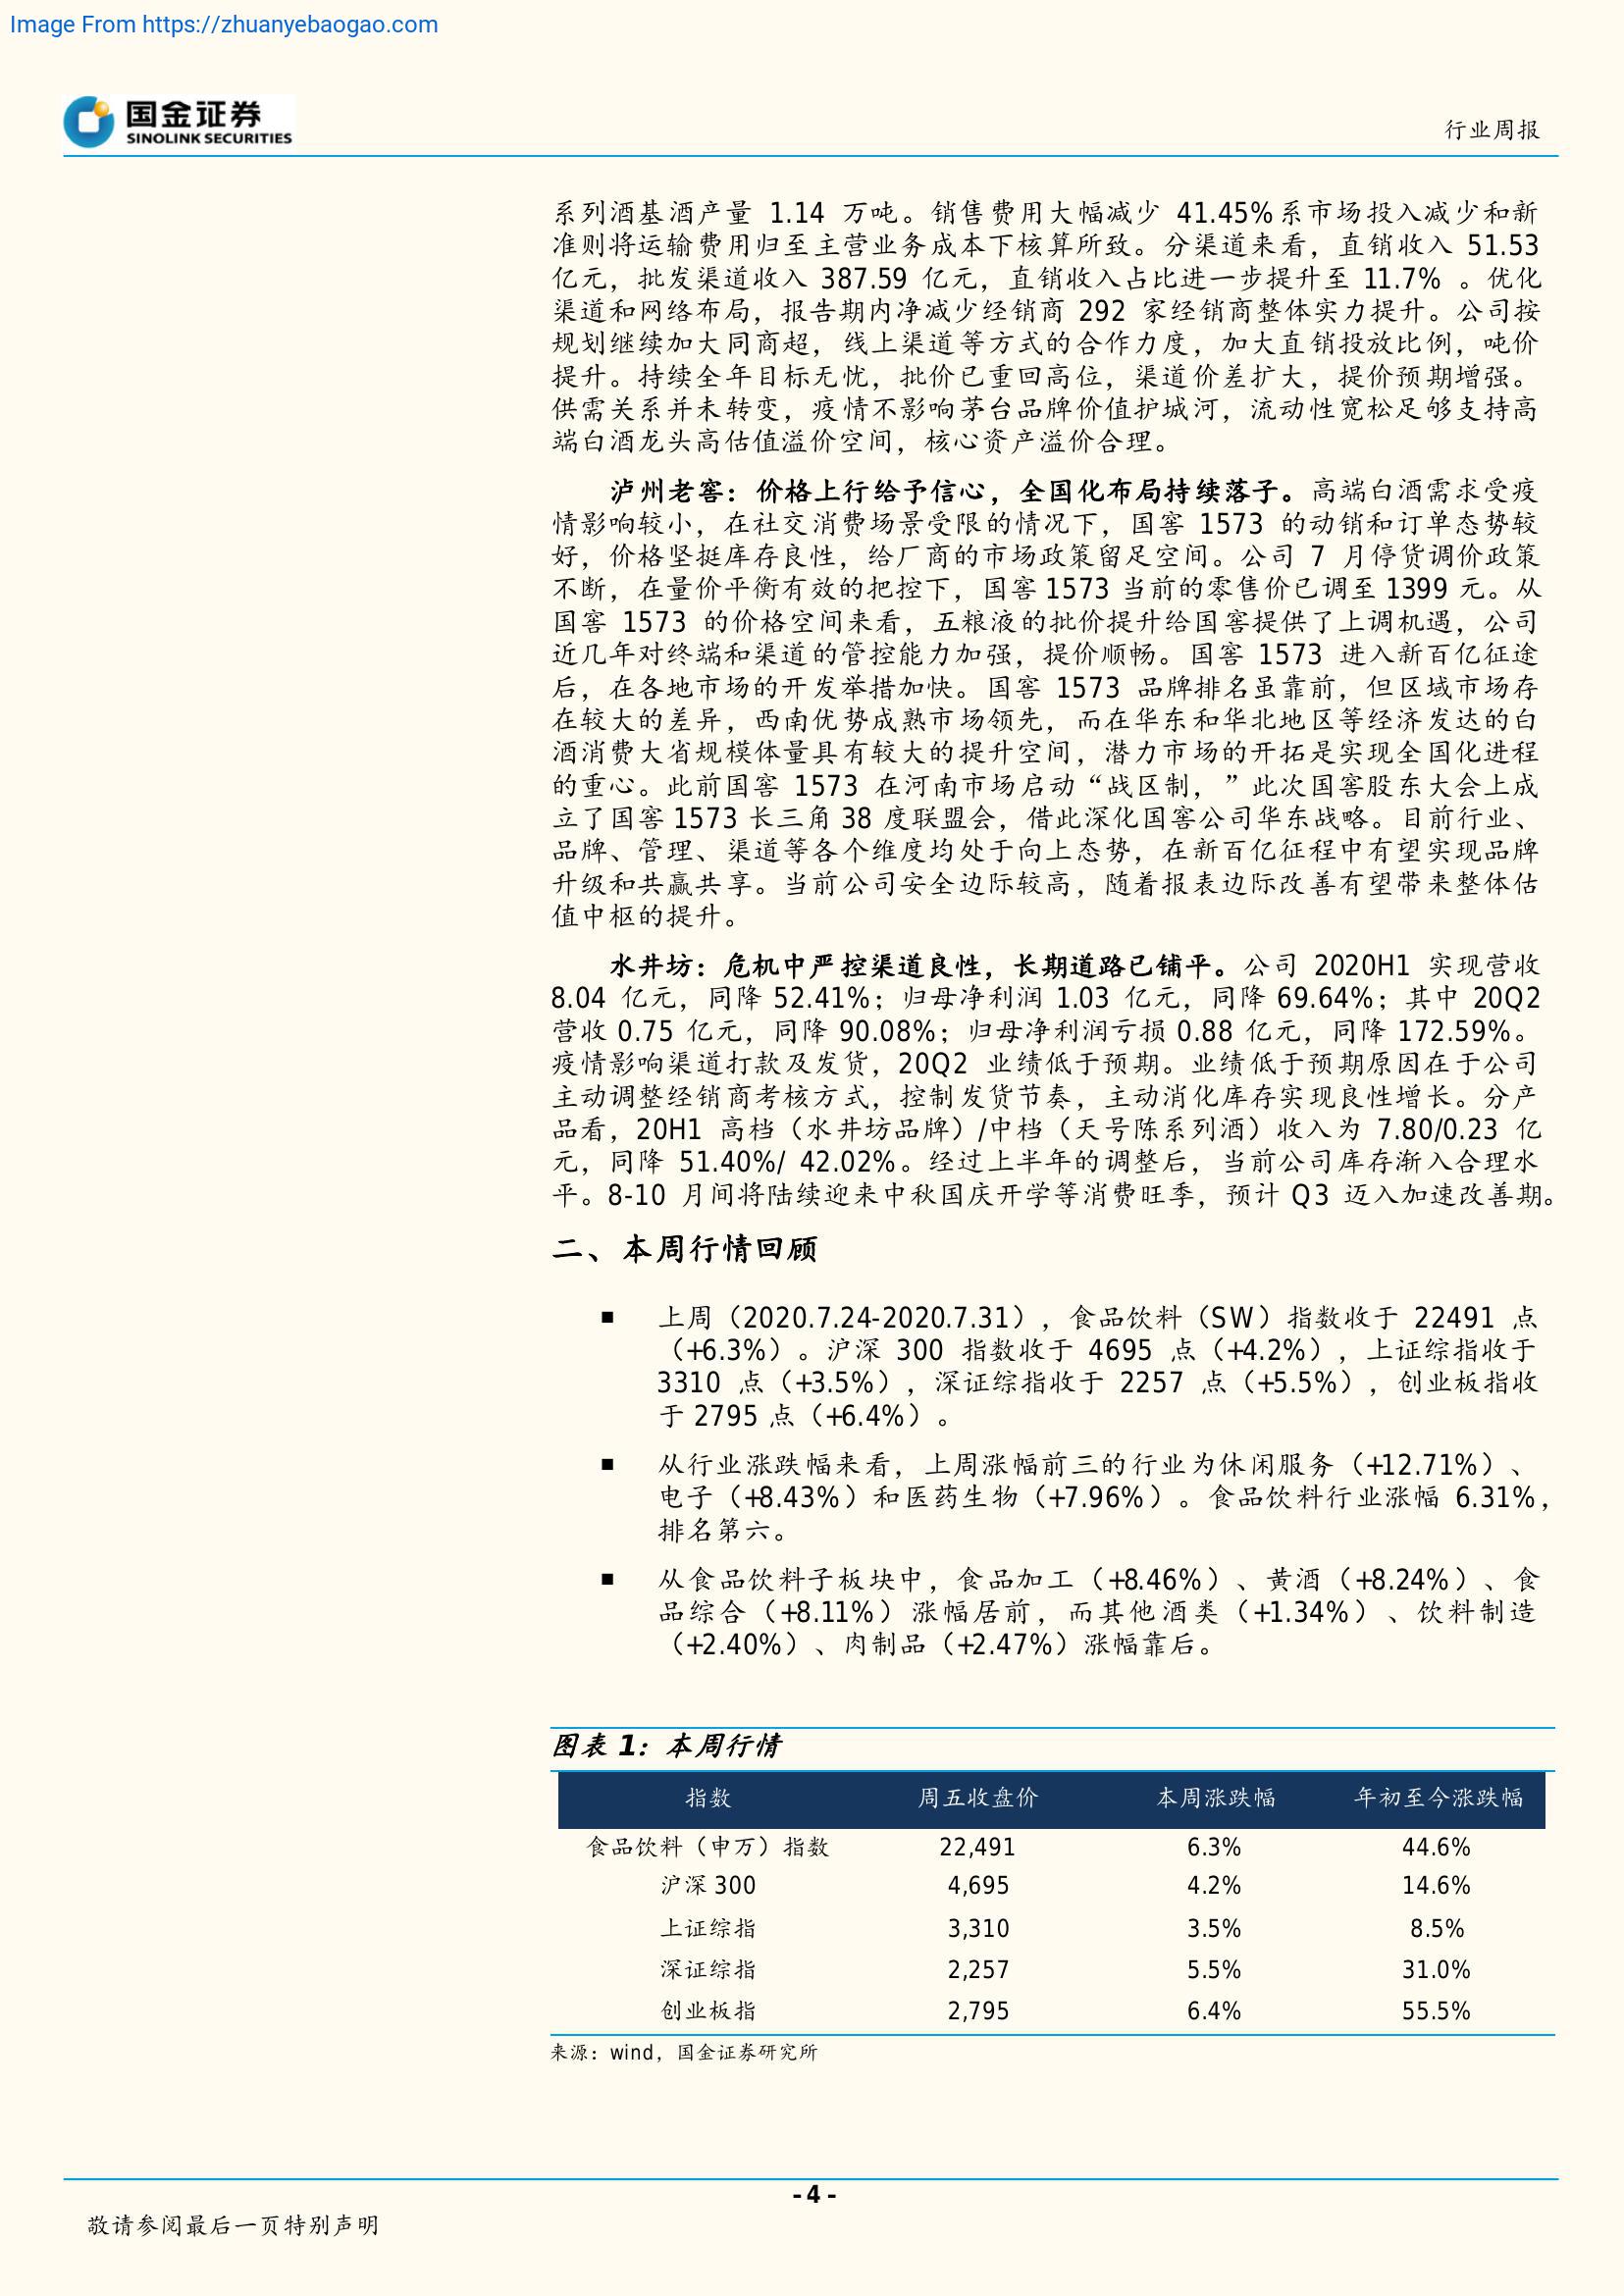 Image From https://zhuanyebaogao.com
国金证券
SINOLINK SECURITIES
行业周报
系列酒基酒产量 1.14 万吨。销售费用大幅减少 41.45%系市场投入减少和新
准则将运输费用归至主营业务成本下核算所致。分渠道来看，直销收入 51.53
亿元，批发渠道收入 387.59 亿元，直销收入占比进一步提升至 11.7% 。优化
渠道和网络布局，报告期内净减少经销商 292 家经销商整体实力提升。公司按
规划继续加大同商超，线上渠道等方式的合作力度，加大直销投放比例，吨价
提升。持续全年目标无忧，批价已重回高位，渠道价差扩大，提价预期增强。
供需关系并未转变，疫情不影响茅台品牌价值护城河，流动性宽松足够支持高
端白酒龙头高估值溢价空间，核心资产溢价合理。
泸州老窖：价格上行给予信心，全国化布局持续落子。高端白酒需求受疫
情影响较小，在社交消费场景受限的情况下，国窖 1573 的动销和订单态势较
好，价格坚挺库存良性，给厂商的市场政策留足空间。公司 7 月停货调价政策
不断，在量价平衡有效的把控下，国窖 1573 当前的零售价已调至 1399 元。从
国窖 1573 的价格空间来看，五粮液的批价提升给国窖提供了上调机遇，公司
近几年对终端和渠道的管控能力加强，提价顺畅。国窖 1573 进入新百亿征途
后，在各地市场的开发举措加快。国窖 1573 品牌排名虽靠前，但区域市场存
在较大的差异，西南优势成熟市场领先，而在华东和华北地区等经济发达的白
酒消费大省规模体量具有较大的提升空间，潜力市场的开拓是实现全国化进程
的重心。此前国窖 1573 在河南市场启动“战区制，”此次国窖股东大会上成
立了国窖 1573 长三角 38 度联盟会，借此深化国窖公司华东战略。目前行业、
品牌、管理、渠道等各个维度均处于向上态势，在新百亿征程中有望实现品牌
升级和共赢共享。当前公司安全边际较高，随着报表边际改善有望带来整体估
值中枢的提升。
水井坊：危机中严控渠道良性，长期道路已铺平。公司 2020H1 实现营收
8.04 亿元，同降 52.41%；归母净利润 1.03 亿元，同降 69.64%；其中 20Q2
营收 0.75 亿元，同降 90.08%；归母净利润亏损 0.88 亿元，同降 172.59%。
疫情影响渠道打款及发货，20Q2 业绩低于预期。业绩低于预期原因在于公司
主动调整经销商考核方式，控制发货节奏，主动消化库存实现良性增长。分产
品看，20H1 高档（水井坊品牌）/中档（天号陈系列酒）收入为 7.80/0.23 亿
元，同降 51.40%/ 42.02%。经过上半年的调整后，当前公司库存渐入合理水
平。8-10 月间将陆续迎来中秋国庆开学等消费旺季，预计 Q3 迈入加速改善期。
二、本周行情回顾
■ 上周（2020.7.24-2020.7.31），食品饮料（SW）指数收于 22491 点
（+6.3%）。沪深 300 指数收于 4695 点（+4.2%），上证综指收于
3310 点（+3.5%），深证综指收于 2257 点（+5.5%），创业板指收
于 2795 点（+6.4%）。
■ 从行业涨跌幅来看，上周涨幅前三的行业为休闲服务（+12.71%）、
电子（+8.43%）和医药生物（+7.96%）。食品饮料行业涨幅 6.31%，
排名第六。
■ 从食品饮料子板块中，食品加工（+8.46%）、黄酒（+8.24%）、食
品综合（+8.11%）涨幅居前，而其他酒类（+1.34%）、饮料制造
（+2.40%）、肉制品（+2.47%）涨幅靠后。
图表 1：本周行情
指数 周五收盘价 本周涨跌幅 年初至今涨跌幅
食品饮料（申万）指数 22,491 6.3% 44.6%
沪深 300 4,695 4.2% 14.6%
上证综指 3,310 3.5% 8.5%
深证综指 2,257 5.5% 31.0%
创业板指 2,795 6.4% 55.5%
来源：wind，国金证券研究所
- 4 -
敬请参阅最后一页特别声明